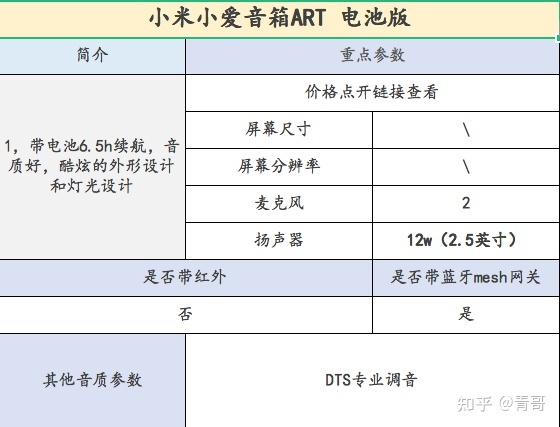 小米小爱音箱ART 电池版
简介
重点参数
1，带电池6.5h续航，音
质好，酷炫的外形设计
和灯光设计
价格点开链接查看
屏幕尺寸
\
屏幕分辨率
\
麦克风
2
扬声器
12w（2.5英寸）
是否带红外
是否带蓝牙mesh网关
否
是
其他音质参数
DTS专业调音
知乎 @青哥